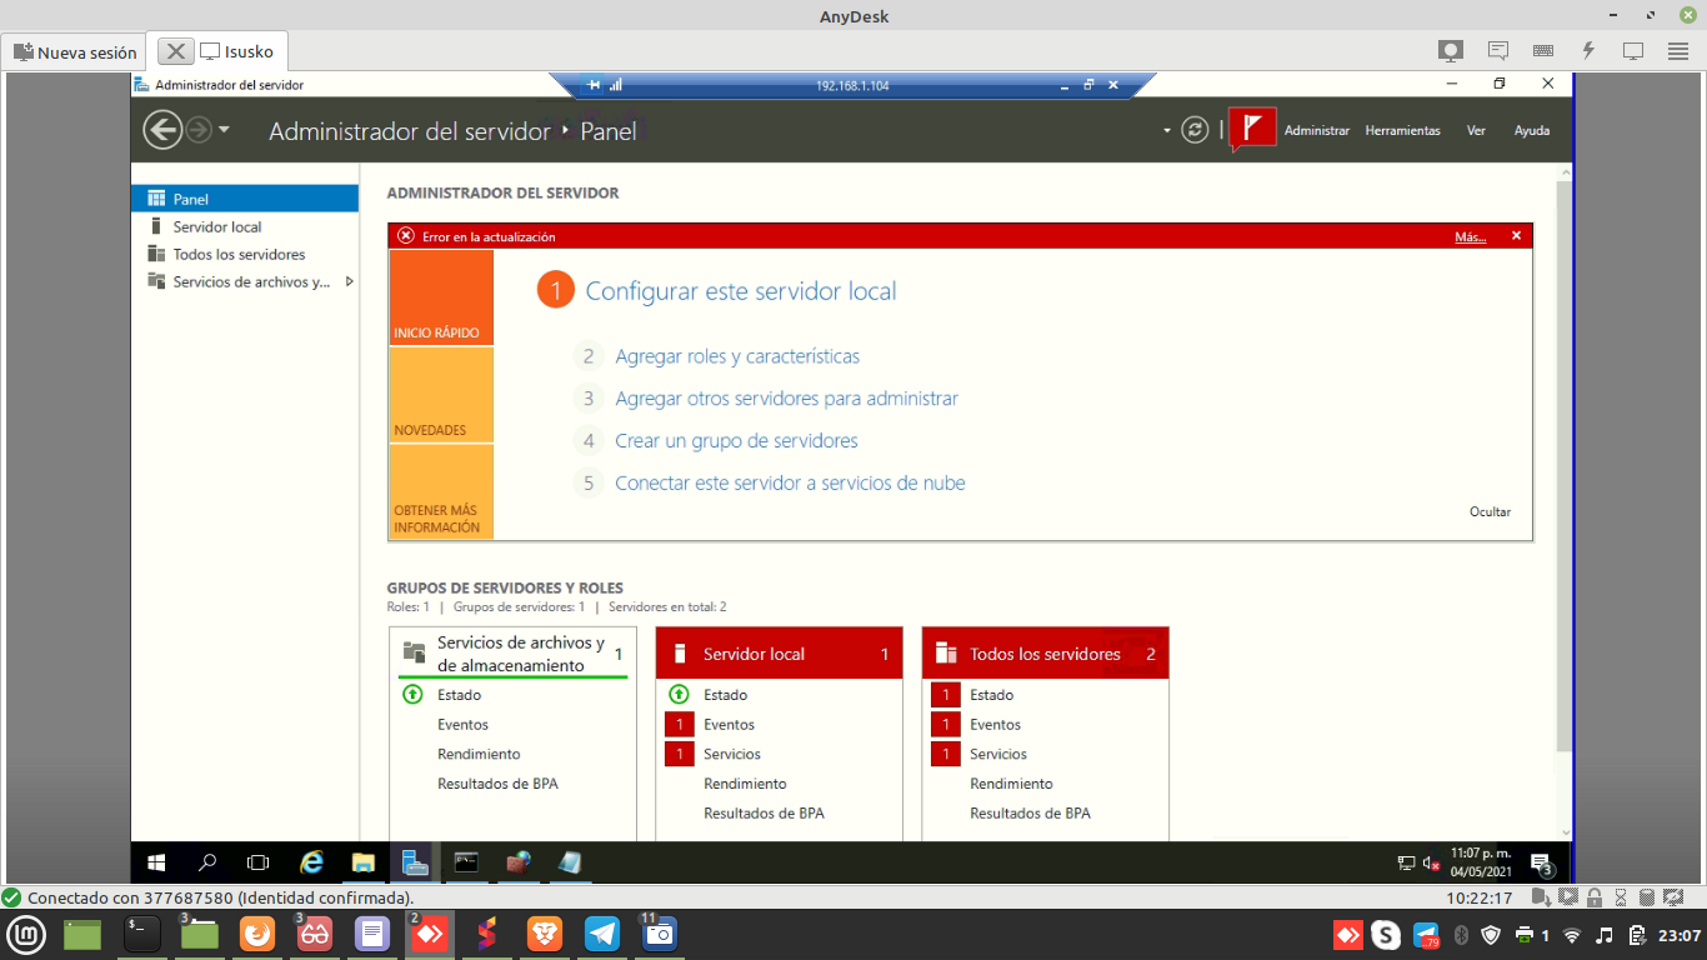 AnyDesk
Nueva sesión
Isusko
Administrador del servidor
192.168.1.104
Administrador del servidor ‣ Panel
Administrar
Herramientas
Ver
Ayuda
Panel
Servidor local
Todos los servidores
Servicios de archivos y...
ADMINISTRADOR DEL SERVIDOR
Error en la actualización
Más...
INICIO RÁPIDO
NOVEDADES
OBTENER MÁS
INFORMACIÓN
1 Configurar este servidor local
2 Agregar roles y características
3 Agregar otros servidores para administrar
4 Crear un grupo de servidores
5 Conectar este servidor a servicios de nube
Ocultar
GRUPOS DE SERVIDORES Y ROLES
Roles: 1 | Grupos de servidores: 1 | Servidores en total: 2
Servicios de archivos y
de almacenamiento 1
Estado
Eventos
Rendimiento
Resultados de BPA
Servidor local 1
Estado
1 Eventos
1 Servicios
Rendimiento
Resultados de BPA
Todos los servidores 2
1 Estado
1 Eventos
1 Servicios
Rendimiento
Resultados de BPA
11:07 p. m.
04/05/2021
3
Conectado con 377687580 (Identidad confirmada).
10:22:17
3
3
2
11
79
1
23:07